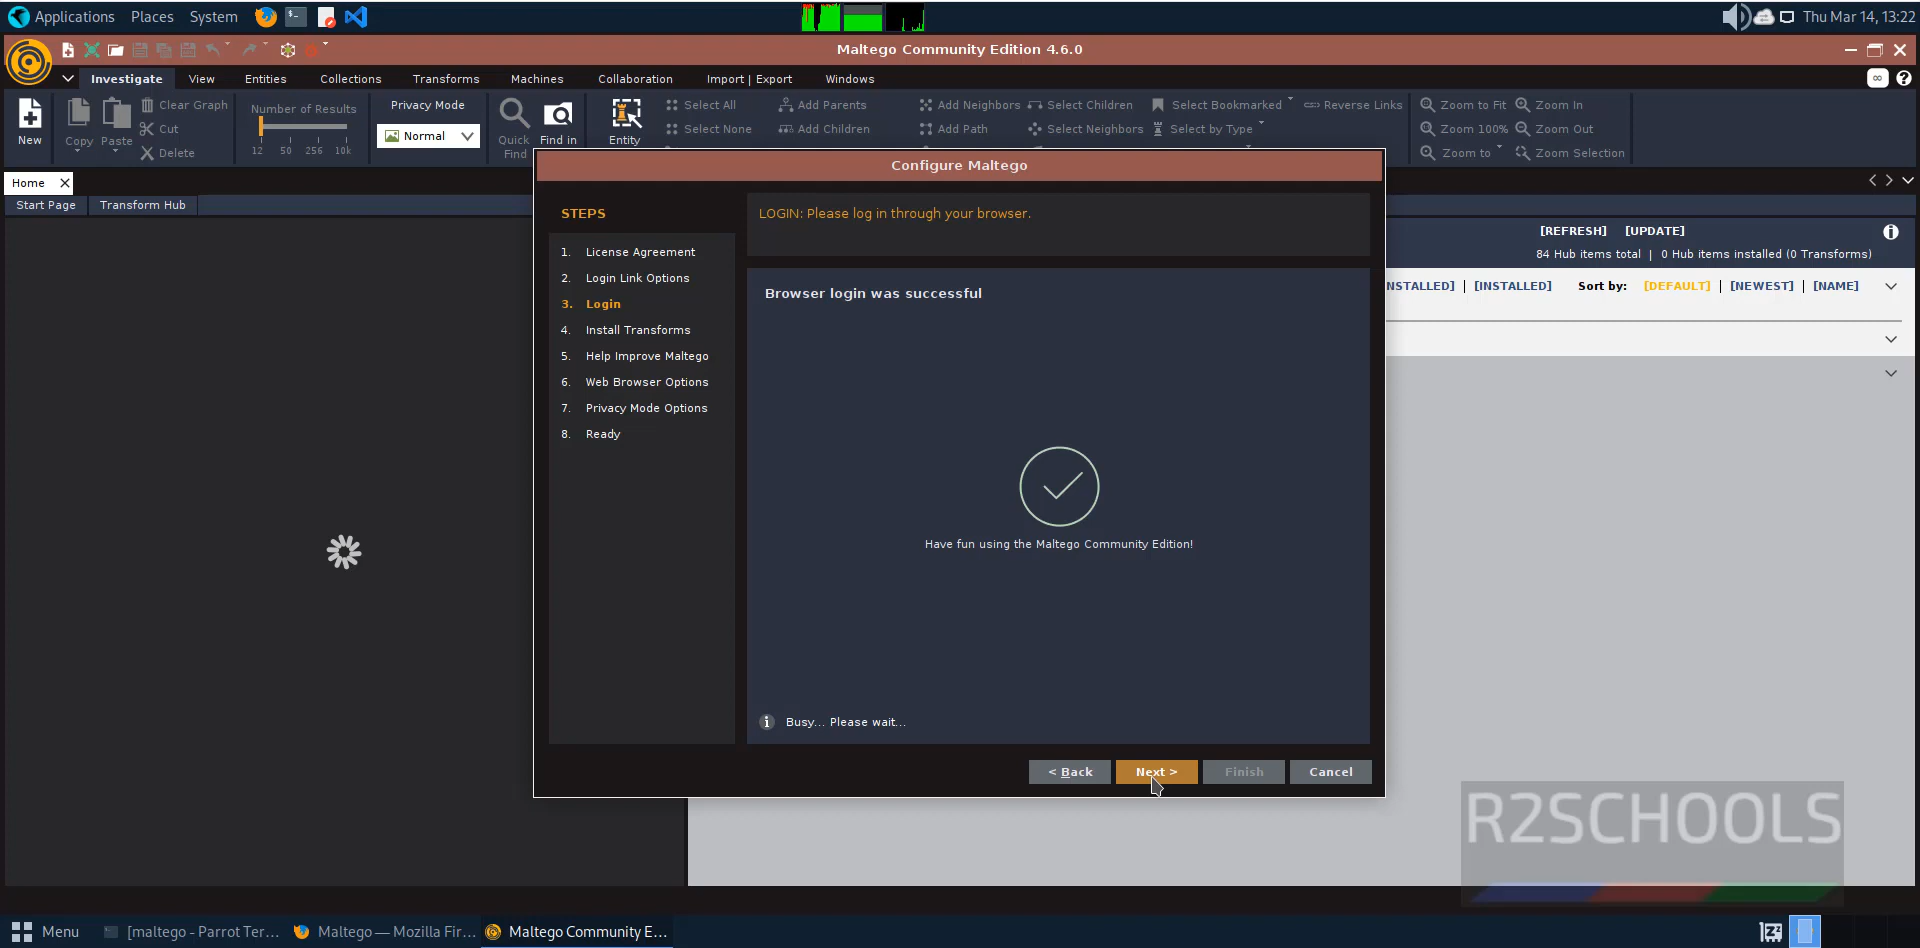 Applications Places System
Thu Mar 14, 13:22
Maltego Community Edition 4.6.0
Investigate View Entities Collections Transforms Machines Collaboration Import | Export Windows
New
Copy
Paste
Clear Graph
Cut
Delete
Number of Results
12 50 256 10k
Privacy Mode
Normal
Quick
Find
Find in
Entity
Select All
Select None
Add Parents
Add Children
Add Neighbors
Add Path
Select Children
Select Neighbors
Select Bookmarked
Select by Type
Reverse Links
Zoom to Fit
Zoom 100%
Zoom to
Zoom In
Zoom Out
Zoom Selection
Home
Start Page Transform Hub
[REFRESH] [UPDATE]
84 Hub items total | 0 Hub items installed (0 Transforms)
NSTALLED] | [INSTALLED] Sort by: [DEFAULT] | [NEWEST] | [NAME]
Configure Maltego
STEPS
1. License Agreement
2. Login Link Options
3. Login
4. Install Transforms
5. Help Improve Maltego
6. Web Browser Options
7. Privacy Mode Options
8. Ready
LOGIN: Please log in through your browser.
Browser login was successful
Have fun using the Maltego Community Edition!
Busy... Please wait...
< Back Next > Finish Cancel
R2SCHOOLS
Menu [maltego - Parrot Ter... Maltego — Mozilla Fir... Maltego Community E...